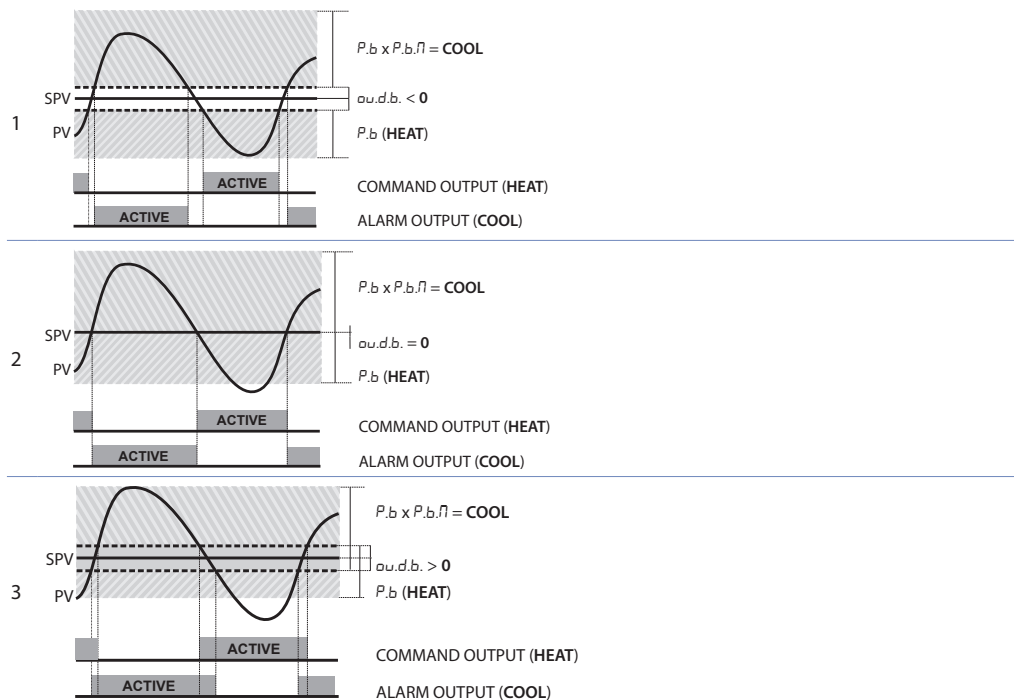 P.b x P.b.M = COOL
SPV
ou.d.b. < 0
1
PV
P.b (HEAT)
ACTIVE
COMMAND OUTPUT (HEAT)
ACTIVE
ALARM OUTPUT (COOL)
P.b x P.b.M = COOL
SPV
ou.d.b. = 0
2
PV
P.b (HEAT)
ACTIVE
COMMAND OUTPUT (HEAT)
ACTIVE
ALARM OUTPUT (COOL)
P.b x P.b.M = COOL
SPV
ou.d.b. > 0
3
PV
P.b (HEAT)
ACTIVE
COMMAND OUTPUT (HEAT)
ACTIVE
ALARM OUTPUT (COOL)